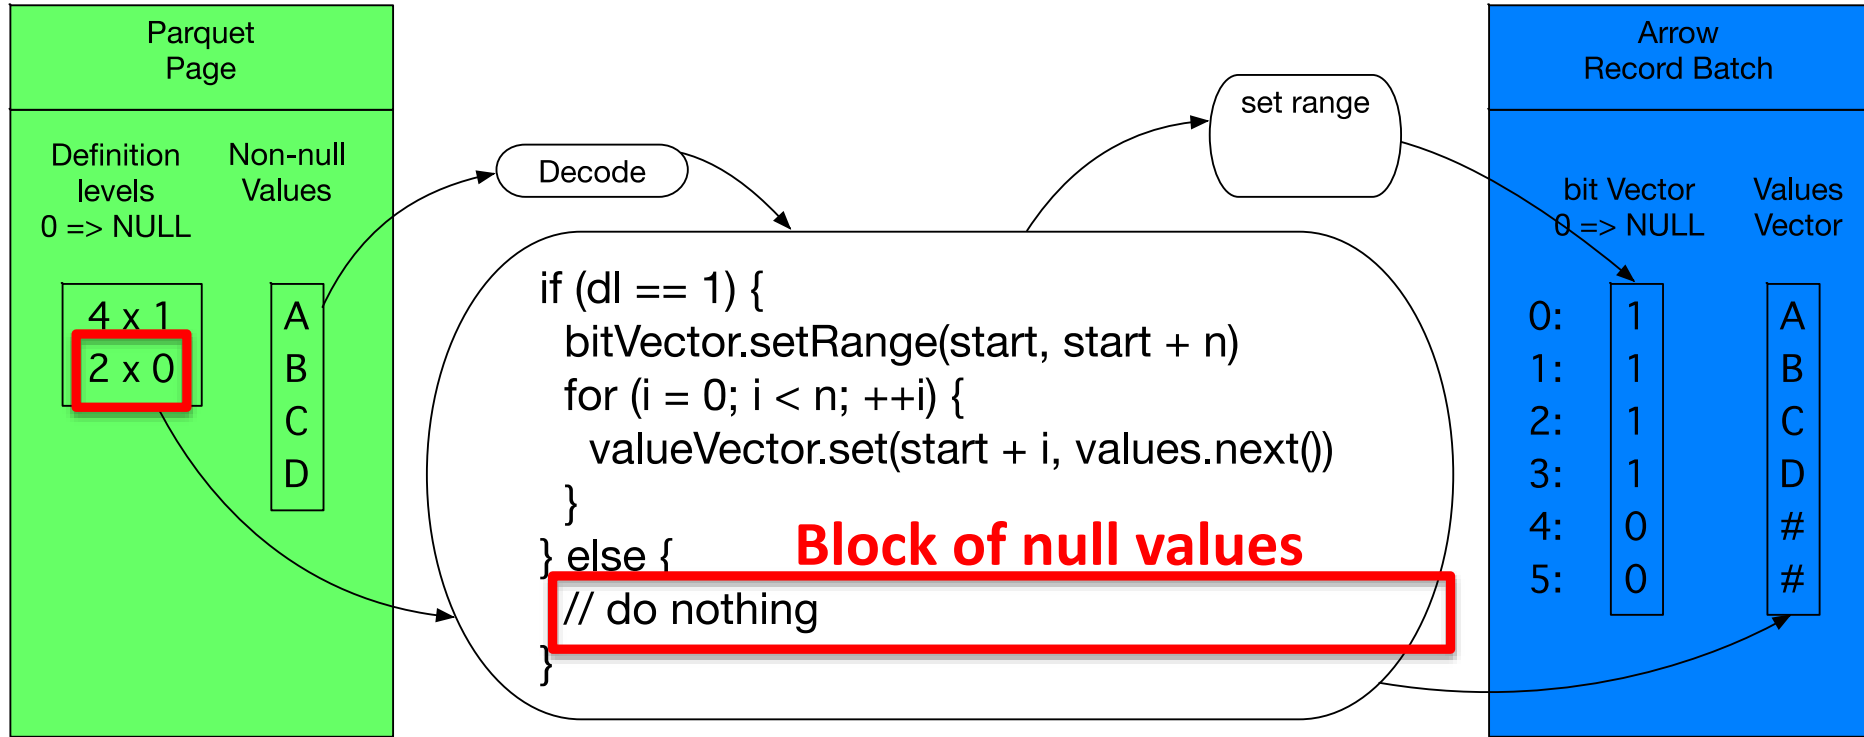 Parquet
Page
Definition
levels
0 => NULL
Non-null
Values
4 x 1
2 x 0
A
B
C
D
Decode
set range
if (dl == 1) {
bitVector.setRange(start, start + n)
for (i = 0; i < n; ++i) {
valueVector.set(start + i, values.next())
}
} else {
Block of null values
// do nothing
}
Arrow
Record Batch
bit Vector
0 => NULL
Values
Vector
0: 1 A
1: 1 B
2: 1 C
3: 1 D
4: 0 #
5: 0 #